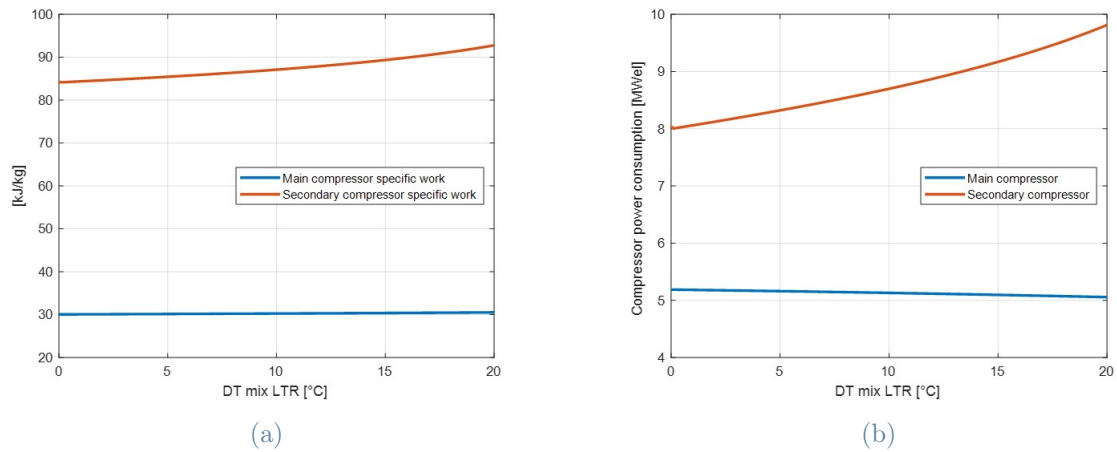 100
90
80
70
60
50
40
30
20
[kJ/kg]
Main compressor specific work
Secondary compressor specific work
0 5 10 15 20
DT mix LTR [°C]
(a)
10
9
8
7
6
5
4
Compressor power consumption [MWel]
Main compressor
Secondary compressor
0 5 10 15 20
DT mix LTR [°C]
(b)